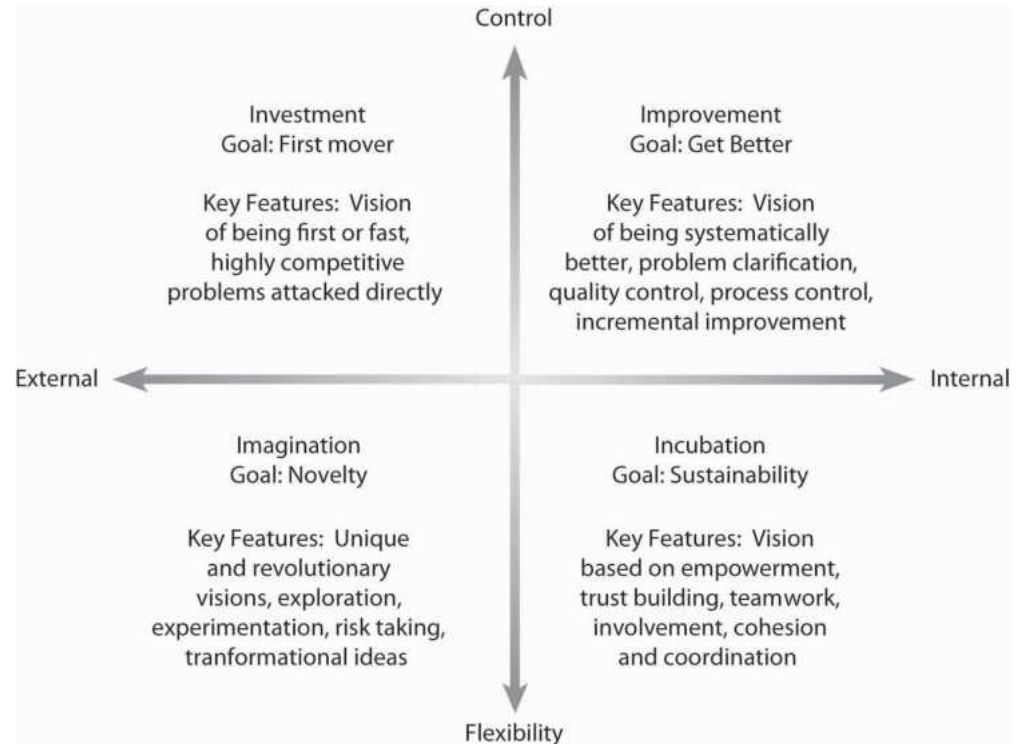 Control
Investment
Goal: First mover
Key Features: Vision
of being first or fast,
highly competitive
problems attacked directly
Improvement
Goal: Get Better
Key Features: Vision
of being systematically
better, problem clarification,
quality control, process control,
incremental improvement
External
Internal
Imagination
Goal: Novelty
Key Features: Unique
and revolutionary
visions, exploration,
experimentation, risk taking,
tranformational ideas
Incubation
Goal: Sustainability
Key Features: Vision
based on empowerment,
trust building, teamwork,
involvement, cohesion
and coordination
Flexibility